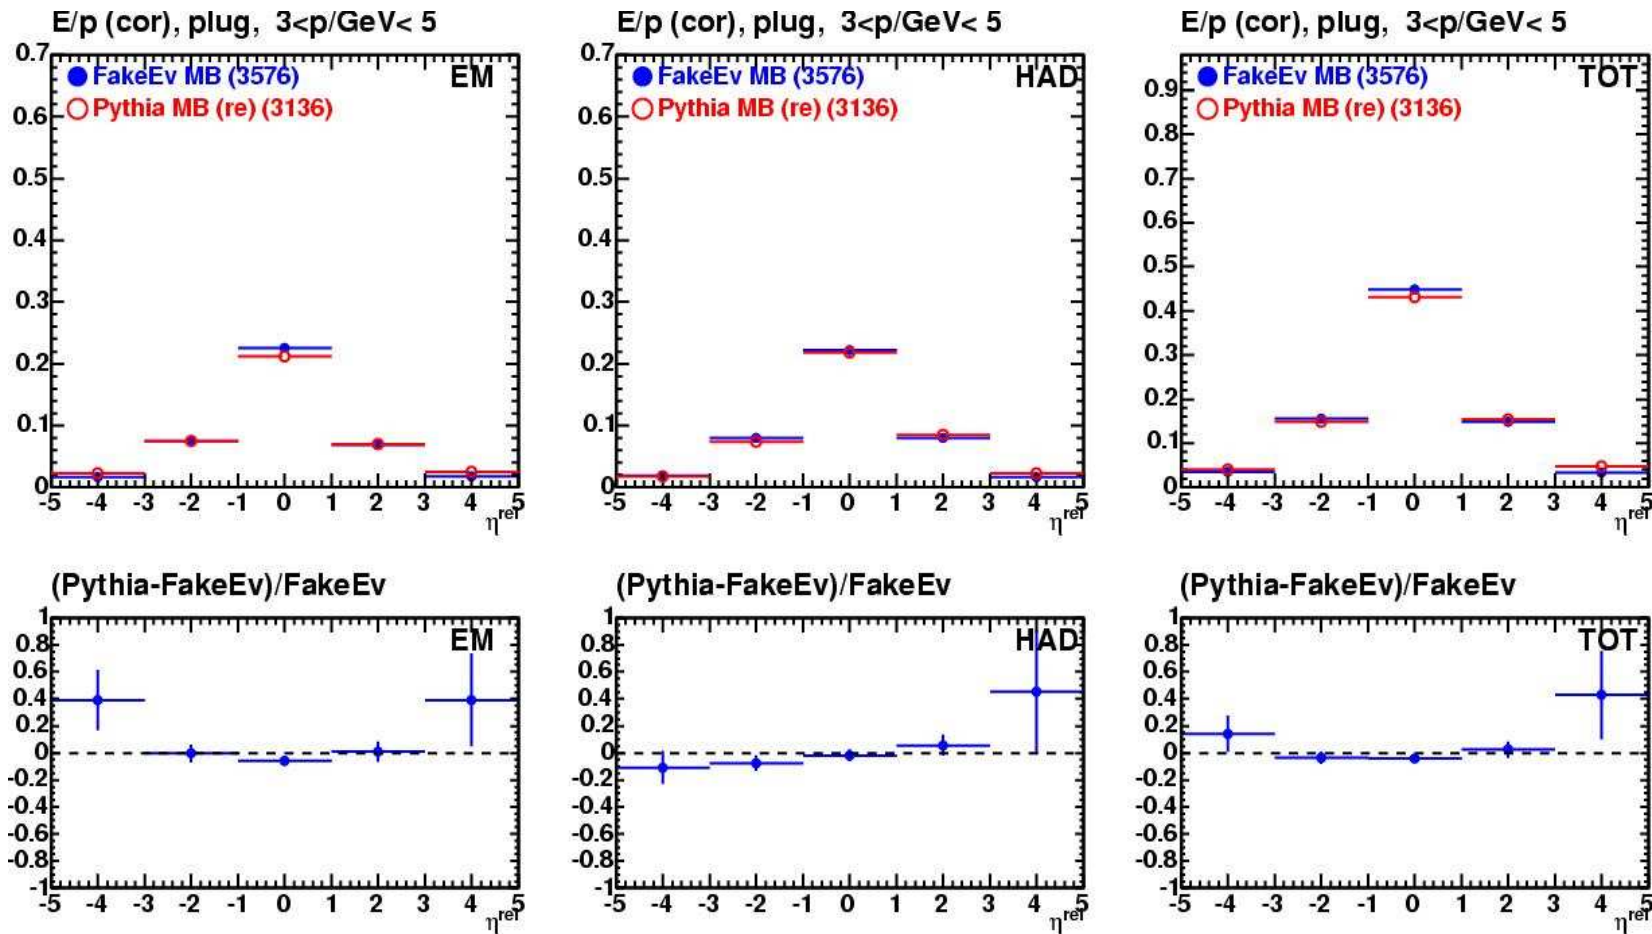 E/p (cor), plug, 3<p/GeV< 5
0.7
0.6
0.5
0.4
0.3
0.2
0.1
0
FakeEv MB (3576)
Pythia MB (re) (3136)
EM
-5 -4 -3 -2 -1 0 1 2 3 4 5
η^rel
E/p (cor), plug, 3<p/GeV< 5
0.7
0.6
0.5
0.4
0.3
0.2
0.1
0
FakeEv MB (3576)
Pythia MB (re) (3136)
HAD
-5 -4 -3 -2 -1 0 1 2 3 4 5
η^rel
E/p (cor), plug, 3<p/GeV< 5
0.9
0.8
0.7
0.6
0.5
0.4
0.3
0.2
0.1
0
FakeEv MB (3576)
Pythia MB (re) (3136)
TOT
-5 -4 -3 -2 -1 0 1 2 3 4 5
η^rel
(Pythia-FakeEv)/FakeEv
1
0.8
0.6
0.4
0.2
0
-0.2
-0.4
-0.6
-0.8
-1
EM
-5 -4 -3 -2 -1 0 1 2 3 4 5
η^rel
(Pythia-FakeEv)/FakeEv
1
0.8
0.6
0.4
0.2
0
-0.2
-0.4
-0.6
-0.8
-1
HAD
-5 -4 -3 -2 -1 0 1 2 3 4 5
η^rel
(Pythia-FakeEv)/FakeEv
1
0.8
0.6
0.4
0.2
0
-0.2
-0.4
-0.6
-0.8
-1
TOT
-5 -4 -3 -2 -1 0 1 2 3 4 5
η^rel